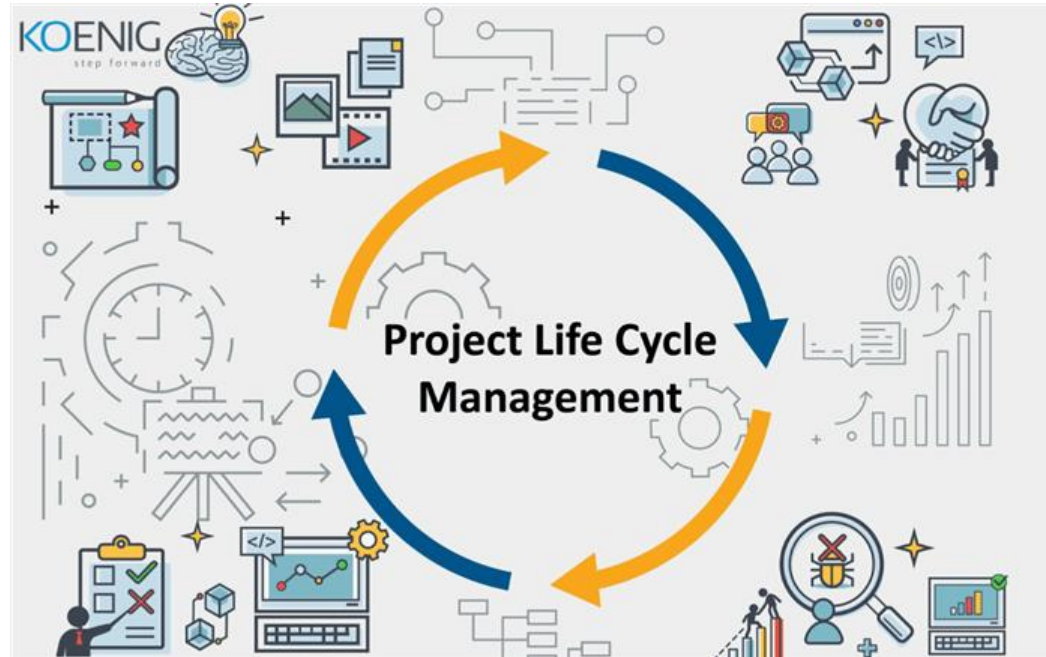 KOENIG
step forward
<\>
Project Life Cycle
Management
</>